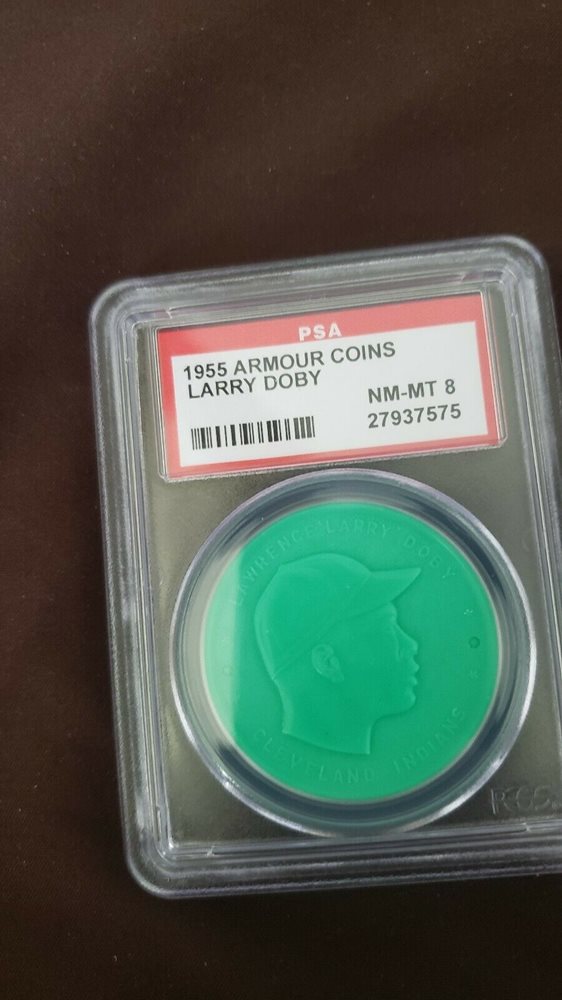 PSA
1955 ARMOUR COINS
LARRY DOBY
NM-MT 8
27937575
LAWRENCE "LARRY" DOBY
CLEVELAND INDIANS